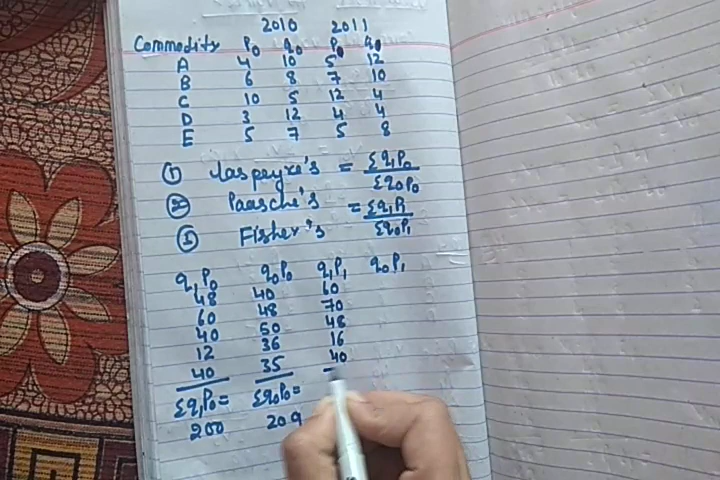 2010 2011
Commodity P0 q0 P1 q1
A 4 10 5 12
B 6 8 7 10
C 10 5 12 4
D 3 12 4 4
E 5 7 5 8
① Laspeyre's = Σq1P0 / Σq0P0
② Paasche's = Σq1P1 / Σq0P1
③ Fisher's
q1P0 q0P0 q1P1 q0P1
48 40 60
60 48 70
40 50 48
12 36 16
40 35 40
Σq1P0 = Σq0P0 =
200 209